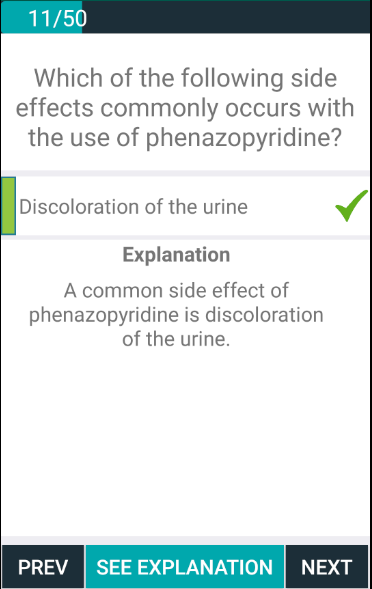 11/50
Which of the following side
effects commonly occurs with
the use of phenazopyridine?
Discoloration of the urine
Explanation
A common side effect of
phenazopyridine is discoloration
of the urine.
PREV
SEE EXPLANATION
NEXT